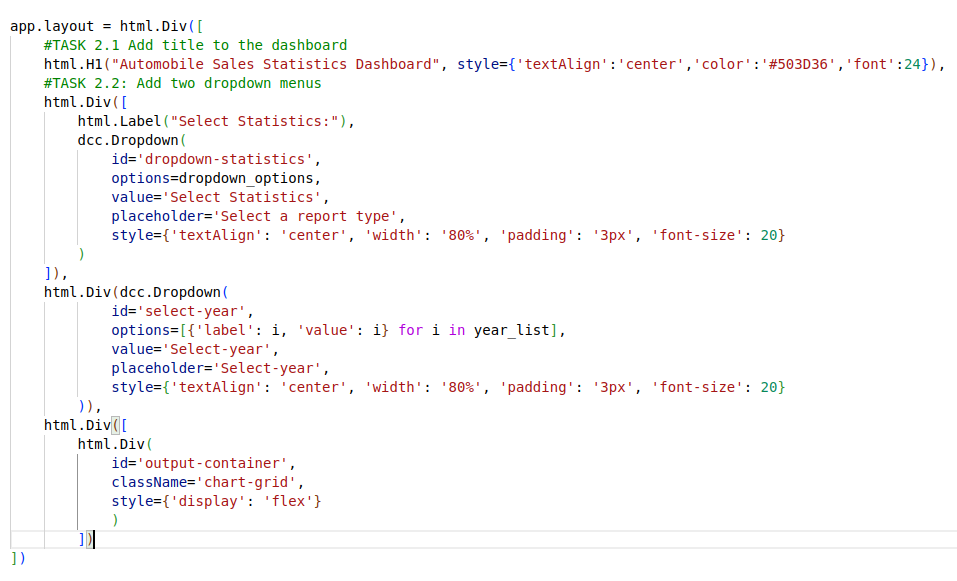 app.layout = html.Div([
    #TASK 2.1 Add title to the dashboard
    html.H1("Automobile Sales Statistics Dashboard", style={'textAlign':'center','color':'#503D36','font':24}),
    #TASK 2.2: Add two dropdown menus
    html.Div([
        html.Label("Select Statistics:"),
        dcc.Dropdown(
            id='dropdown-statistics',
            options=dropdown_options,
            value='Select Statistics',
            placeholder='Select a report type',
            style={'textAlign': 'center', 'width': '80%', 'padding': '3px', 'font-size': 20}
        )
    ]),
    html.Div(dcc.Dropdown(
            id='select-year',
            options=[{'label': i, 'value': i} for i in year_list],
            value='Select-year',
            placeholder='Select-year',
            style={'textAlign': 'center', 'width': '80%', 'padding': '3px', 'font-size': 20}
        )),
    html.Div([
        html.Div(
            id='output-container',
            className='chart-grid',
            style={'display': 'flex'}
            )
        ])
])